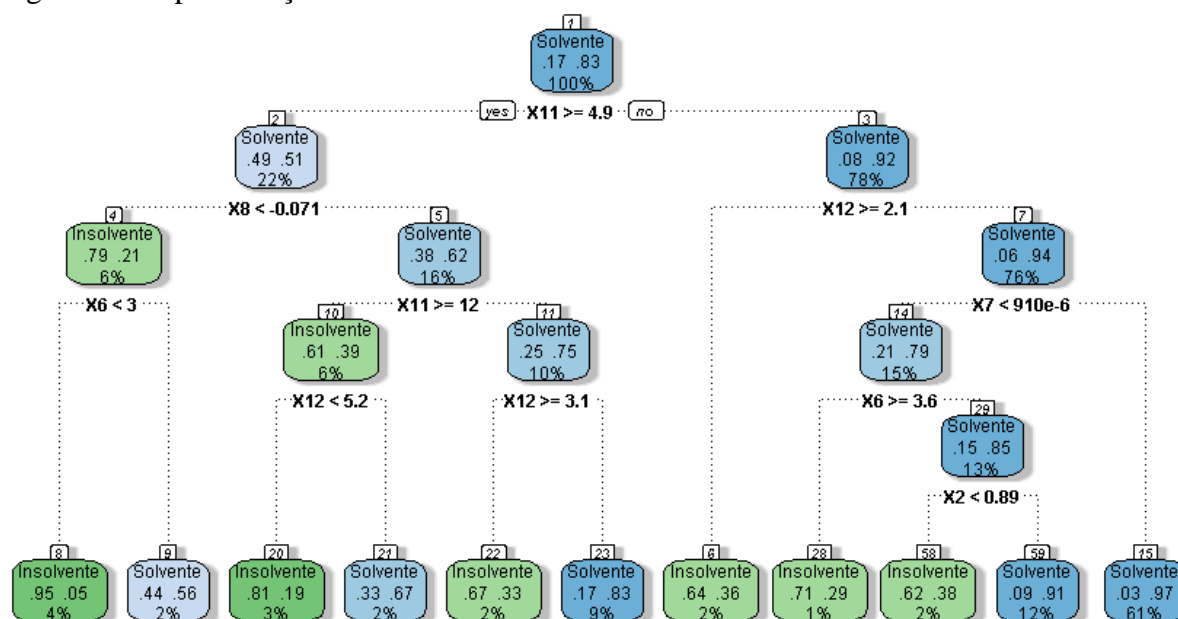 1
Solvente
.17 .83
100%
yes X11 >= 4.9 no
2
Solvente
.49 .51
22%
3
Solvente
.08 .92
78%
X8 < -0.071
X12 >= 2.1
4
Insolvente
.79 .21
6%
5
Solvente
.38 .62
16%
7
Solvente
.06 .94
76%
X6 < 3
X11 >= 12
X7 < 910e-6
10
Insolvente
.61 .39
6%
11
Solvente
.25 .75
10%
14
Solvente
.21 .79
15%
X12 < 5.2
X12 >= 3.1
X6 >= 3.6
29
Solvente
.15 .85
13%
X2 < 0.89
8
Insolvente
.95 .05
4%
9
Solvente
.44 .56
2%
20
Insolvente
.81 .19
3%
21
Solvente
.33 .67
2%
22
Insolvente
.67 .33
2%
23
Solvente
.17 .83
9%
6
Insolvente
.64 .36
2%
28
Insolvente
.71 .29
1%
58
Insolvente
.62 .38
2%
59
Solvente
.09 .91
12%
15
Solvente
.03 .97
61%